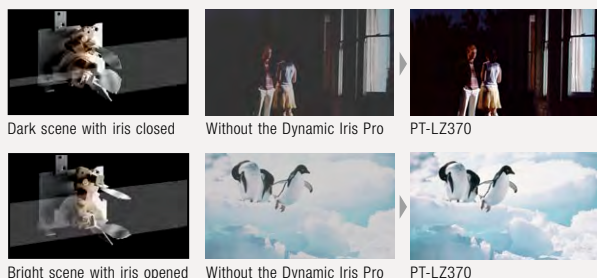 Dark scene with iris closed
Without the Dynamic Iris Pro
PT-LZ370
Bright scene with iris opened
Without the Dynamic Iris Pro
PT-LZ370